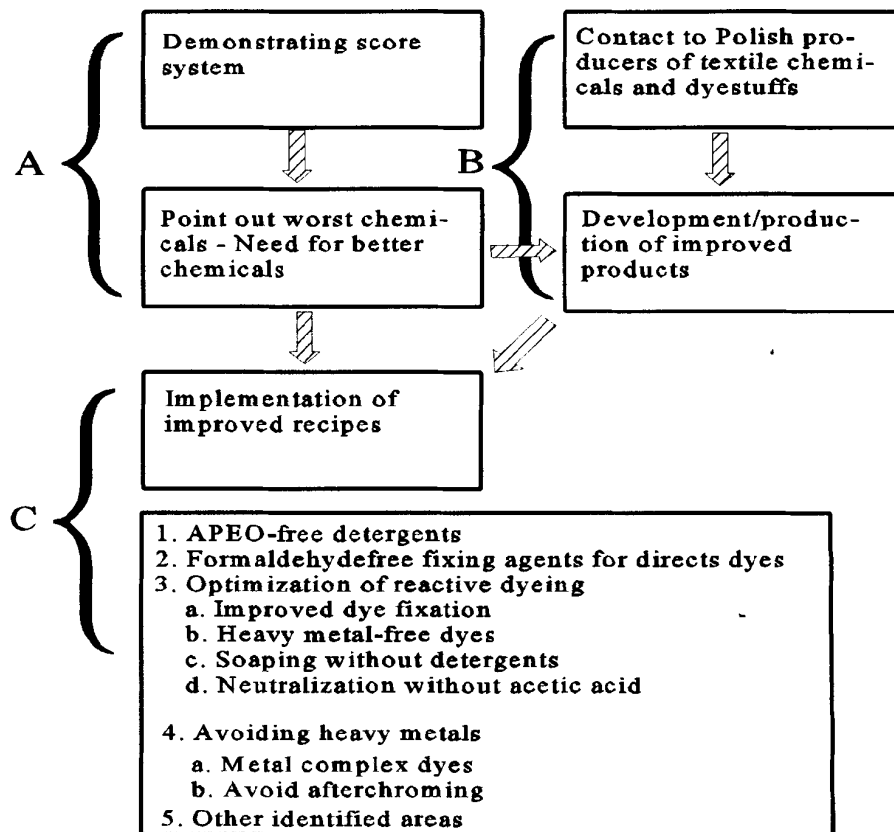 A
Demonstrating score
system
Point out worst chemi-
cals - Need for better
chemicals
B
Contact to Polish pro-
ducers of textile chemi-
cals and dyestuffs
Development/produc-
tion of improved
products
C
Implementation of
improved recipes
1. APEO-free detergents
2. Formaldehydefree fixing agents for directs dyes
3. Optimization of reactive dyeing
a. Improved dye fixation
b. Heavy metal-free dyes
c. Soaping without detergents
d. Neutralization without acetic acid
4. Avoiding heavy metals
a. Metal complex dyes
b. Avoid afterchroming
5. Other identified areas